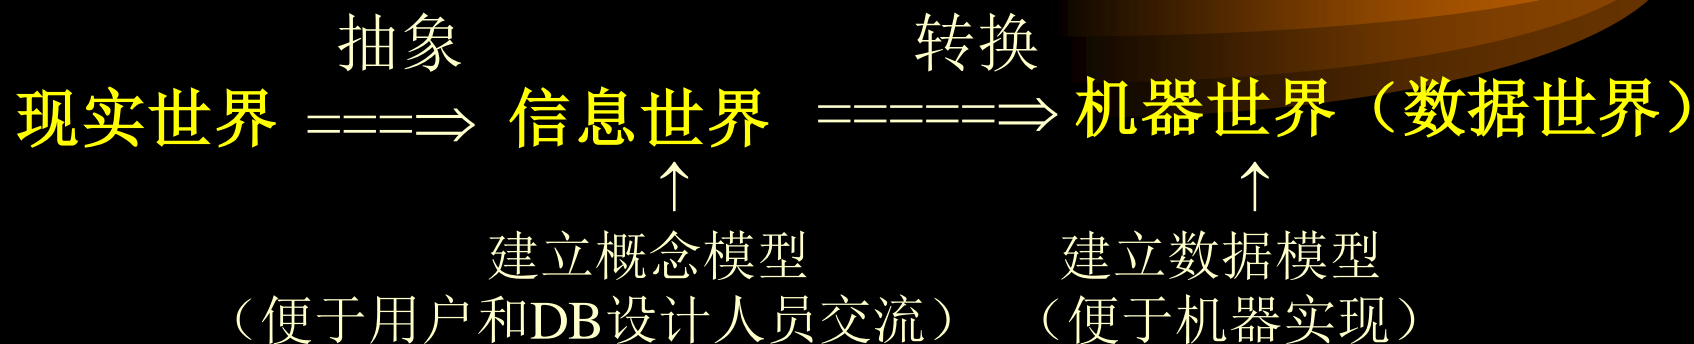 抽象 转换
现实世界 ===⇒ 信息世界 =====⇒ 机器世界（数据世界）
↑ ↑
建立概念模型 建立数据模型
（便于用户和DB设计人员交流） （便于机器实现）